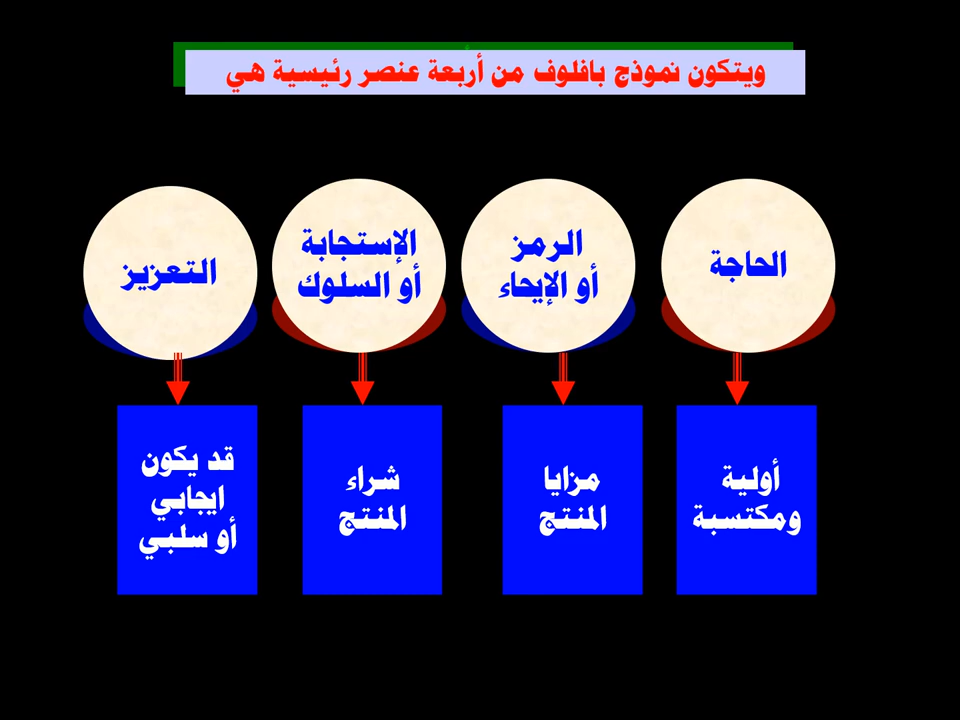 ويتكون نموذج بافلوف من أربعة عنصر رئيسية هي
الحاجة
الرمز
أو الإيحاء
الإستجابة
أو السلوك
التعزيز
أولية
ومكتسبة
مزايا
المنتج
شراء
المنتج
قد يكون
ايجابي
أو سلبي